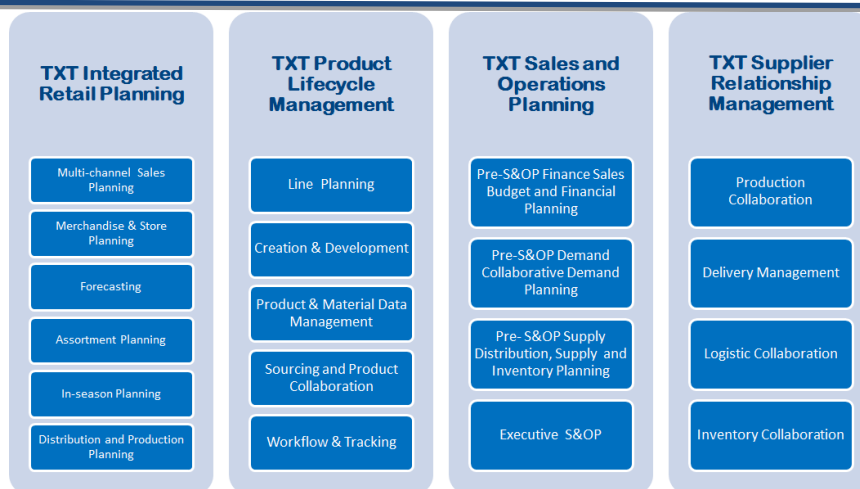 TXT Integrated
Retail Planning
Multi-channel Sales
Planning
Merchandise & Store
Planning
Forecasting
Assortment Planning
In-season Planning
Distribution and Production
Planning
TXT Product
Lifecycle
Management
Line Planning
Creation & Development
Product & Material Data
Management
Sourcing and Product
Collaboration
Workflow & Tracking
TXT Sales and
Operations
Planning
Pre-S&OP Finance Sales
Budget and Financial
Planning
Pre-S&OP Demand
Collaborative Demand
Planning
Pre- S&OP Supply
Distribution, Supply and
Inventory Planning
Executive S&OP
TXT Supplier
Relationship
Management
Production
Collaboration
Delivery Management
Logistic Collaboration
Inventory Collaboration